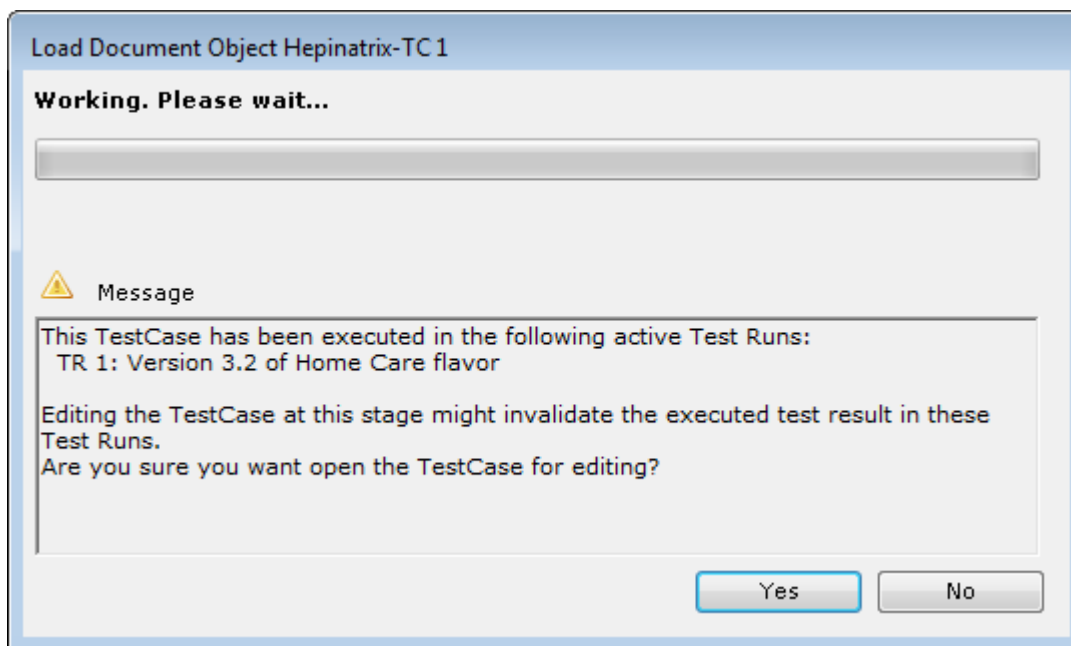 Load Document Object Hepinatrix-TC 1
Working. Please wait...
Message
This TestCase has been executed in the following active Test Runs:
TR 1: Version 3.2 of Home Care flavor
Editing the TestCase at this stage might invalidate the executed test result in these
Test Runs.
Are you sure you want open the TestCase for editing?
Yes No